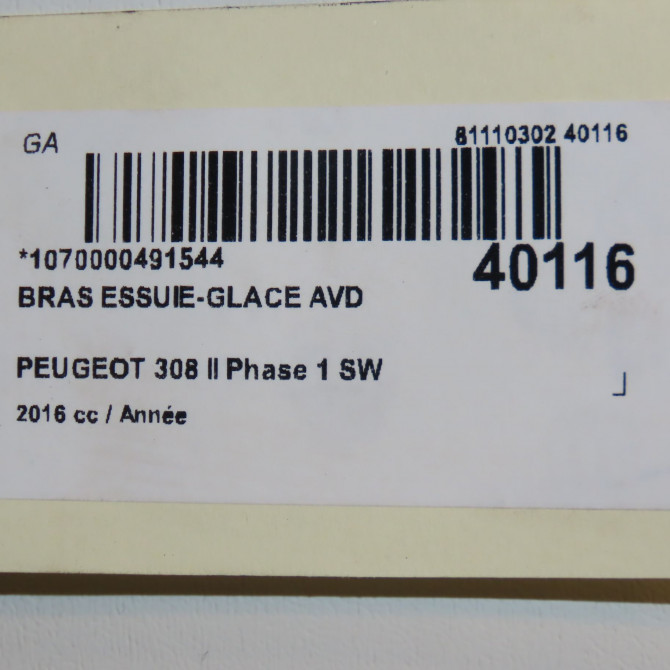 GA
81110302 40116
*1070000491544
40116
BRAS ESSUIE-GLACE AVD
PEUGEOT 308 II Phase 1 SW
2016 cc / Année